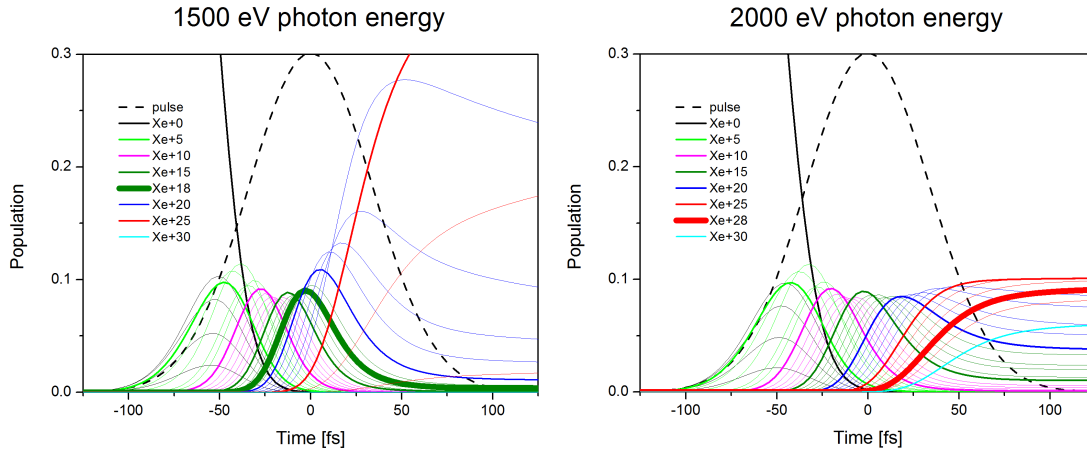 1500 eV photon energy
0.3
0.2
0.1
0.0
Population
pulse
Xe+0
Xe+5
Xe+10
Xe+15
Xe+18
Xe+20
Xe+25
Xe+30
-100
-50
0
50
100
Time [fs]
2000 eV photon energy
0.3
0.2
0.1
0.0
Population
pulse
Xe+0
Xe+5
Xe+10
Xe+15
Xe+20
Xe+25
Xe+28
Xe+30
-100
-50
0
50
100
Time [fs]